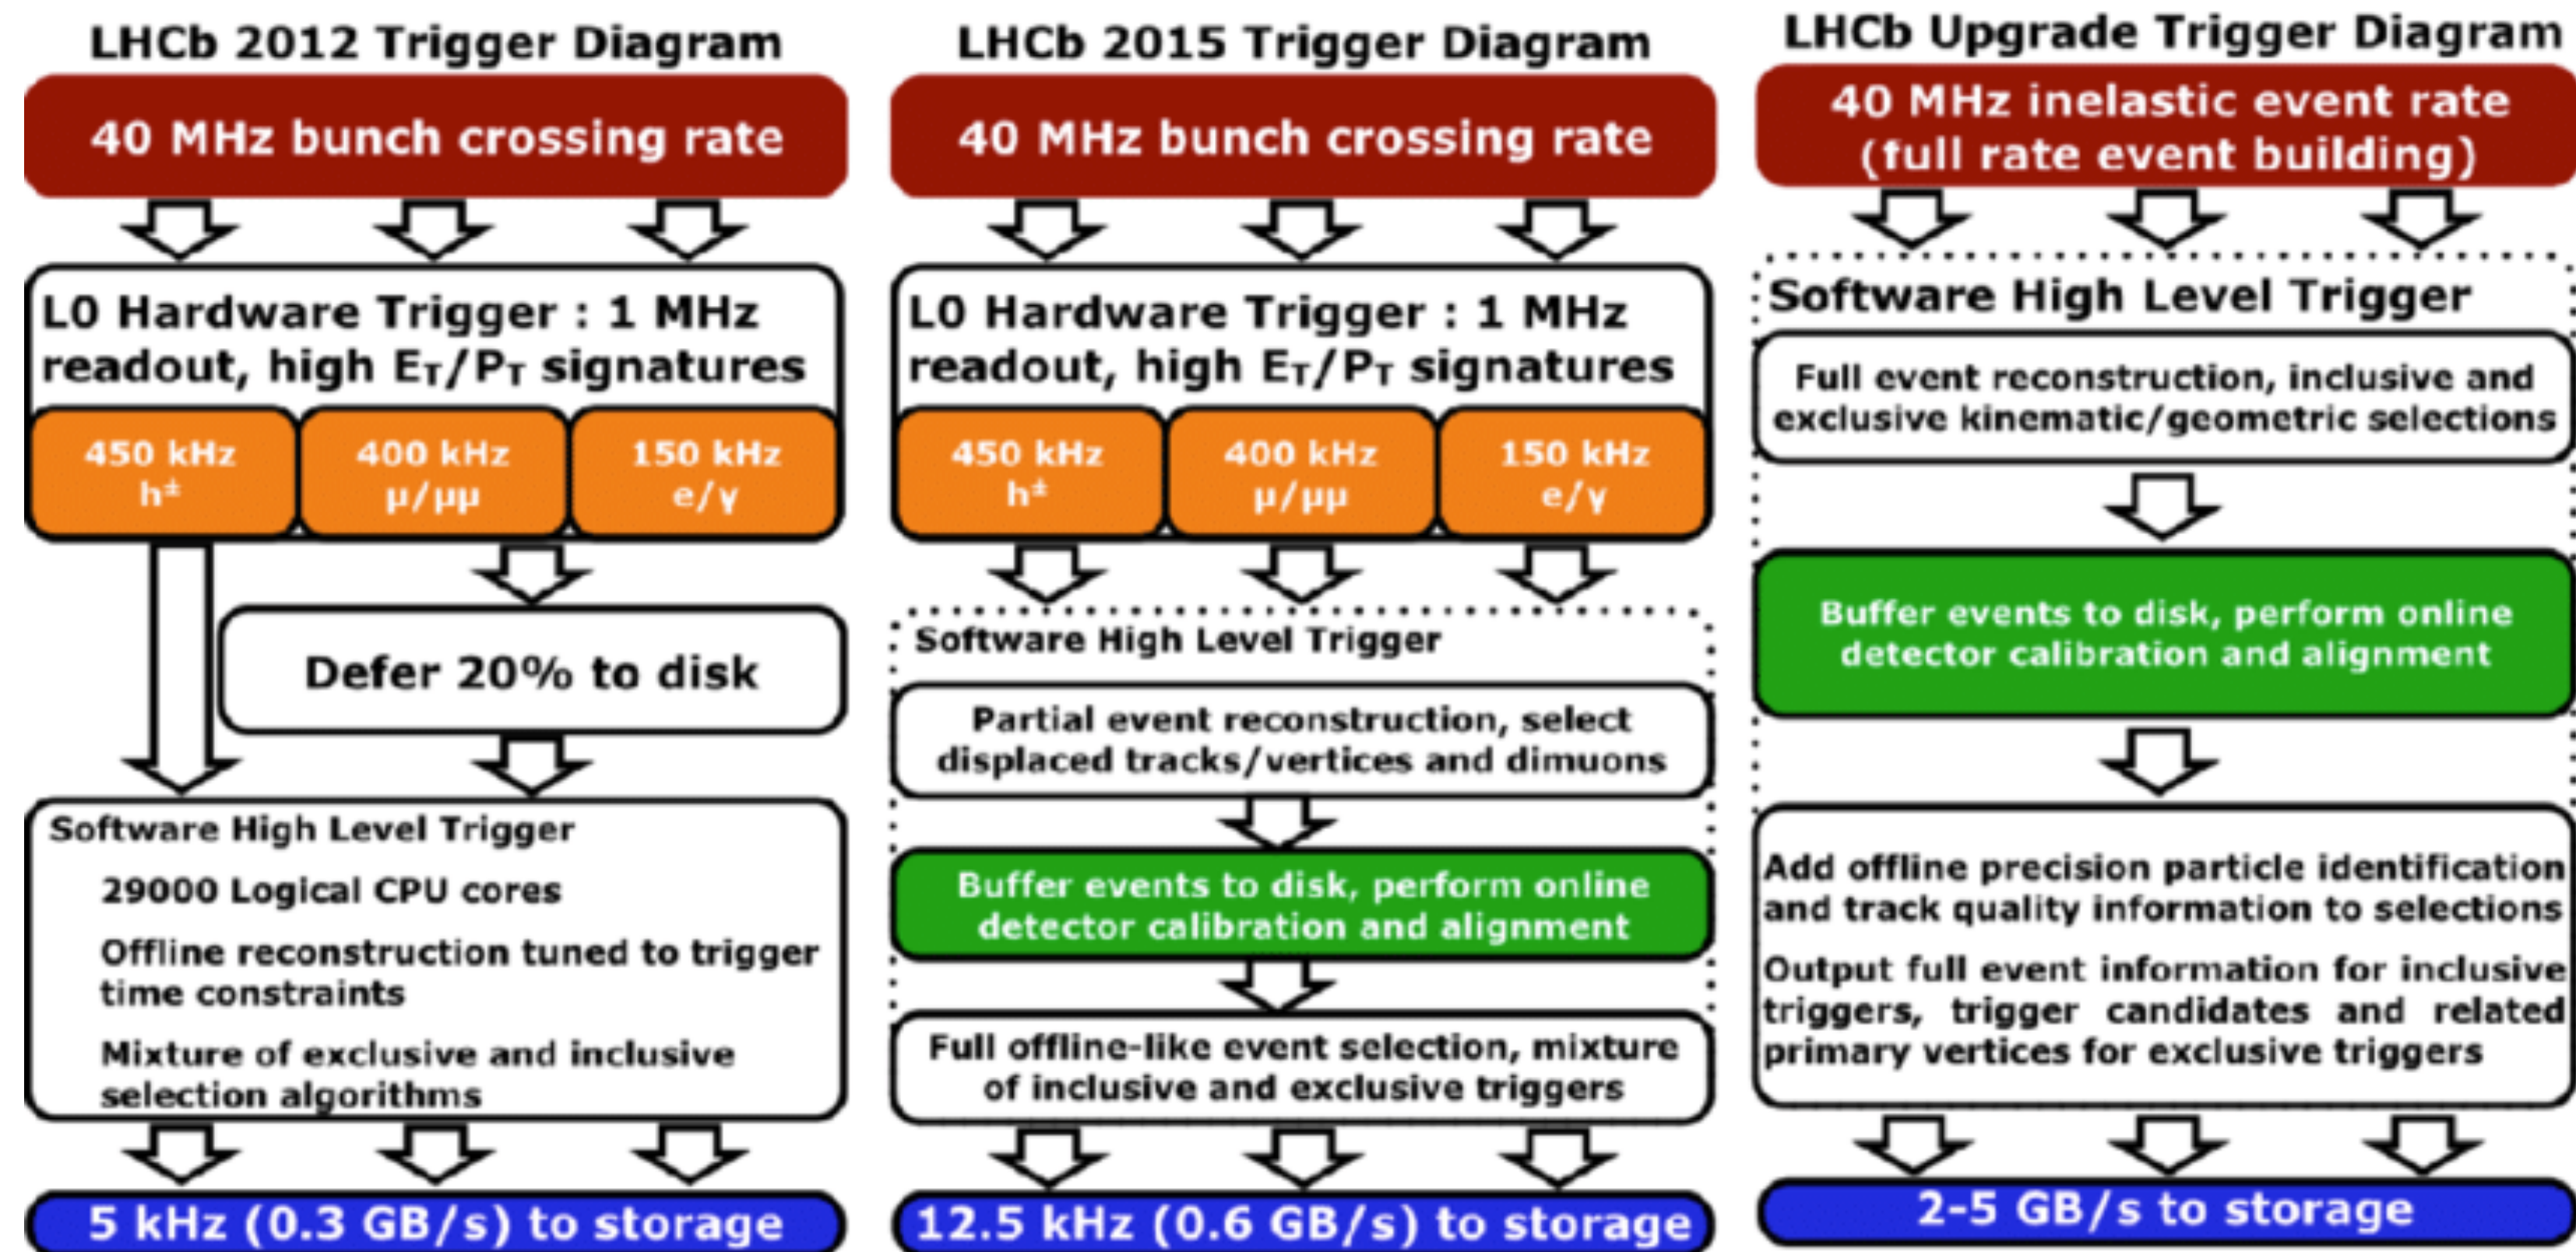 LHCb 2012 Trigger Diagram
40 MHz bunch crossing rate
L0 Hardware Trigger : 1 MHz
readout, high ET/PT signatures
450 kHz
h±
400 kHz
μ/μμ
150 kHz
e/γ
Defer 20% to disk
Software High Level Trigger
29000 Logical CPU cores
Offline reconstruction tuned to trigger
time constraints
Mixture of exclusive and inclusive
selection algorithms
5 kHz (0.3 GB/s) to storage
LHCb 2015 Trigger Diagram
40 MHz bunch crossing rate
L0 Hardware Trigger : 1 MHz
readout, high ET/PT signatures
450 kHz
h±
400 kHz
μ/μμ
150 kHz
e/γ
Software High Level Trigger
Partial event reconstruction, select
displaced tracks/vertices and dimuons
Buffer events to disk, perform online
detector calibration and alignment
Full offline-like event selection, mixture
of inclusive and exclusive triggers
12.5 kHz (0.6 GB/s) to storage
LHCb Upgrade Trigger Diagram
40 MHz inelastic event rate
(full rate event building)
Software High Level Trigger
Full event reconstruction, inclusive and
exclusive kinematic/geometric selections
Buffer events to disk, perform online
detector calibration and alignment
Add offline precision particle identification
and track quality information to selections
Output full event information for inclusive
triggers, trigger candidates and related
primary vertices for exclusive triggers
2-5 GB/s to storage